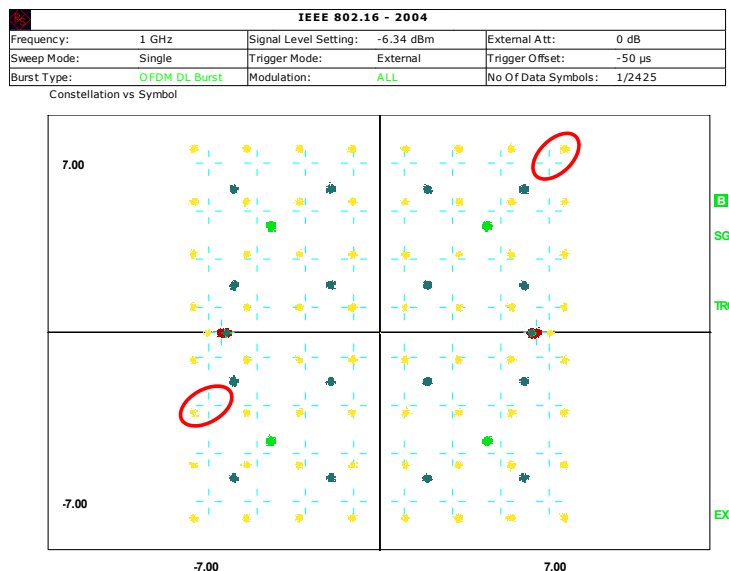 IEEE 802.16 - 2004
Frequency: 1 GHz Signal Level Setting: -6.34 dBm External Att: 0 dB
Sweep Mode: Single Trigger Mode: External Trigger Offset: -50 µs
Burst Type: OFDM DL Burst Modulation: ALL No Of Data Symbols: 1/2425
Constellation vs Symbol
7.00
B
SG
TR
-7.00
EX
-7.00 7.00